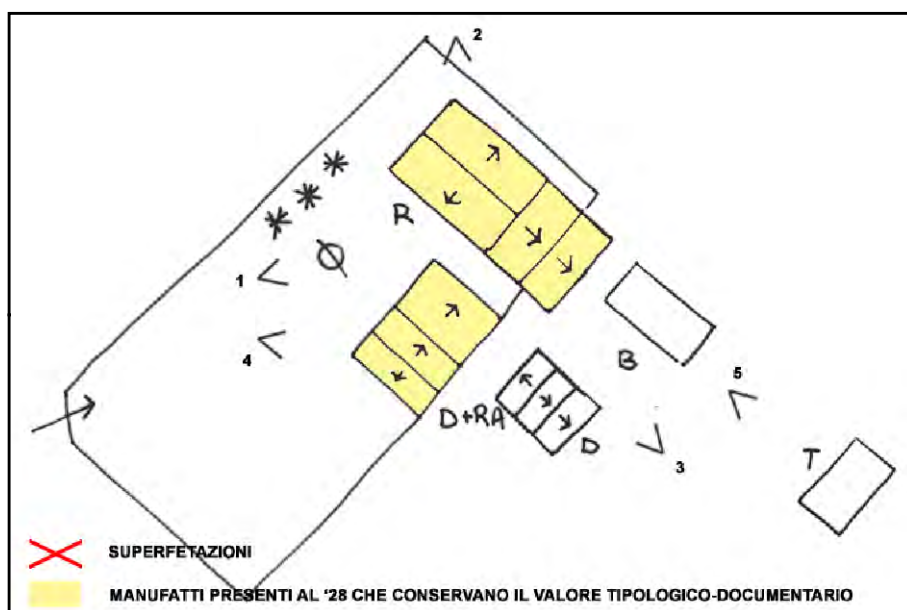 2
R
1
4
B
5
D+RA
D
3
T
SUPERFETAZIONI
MANUFATTI PRESENTI AL '28 CHE CONSERVANO IL VALORE TIPOLOGICO-DOCUMENTARIO